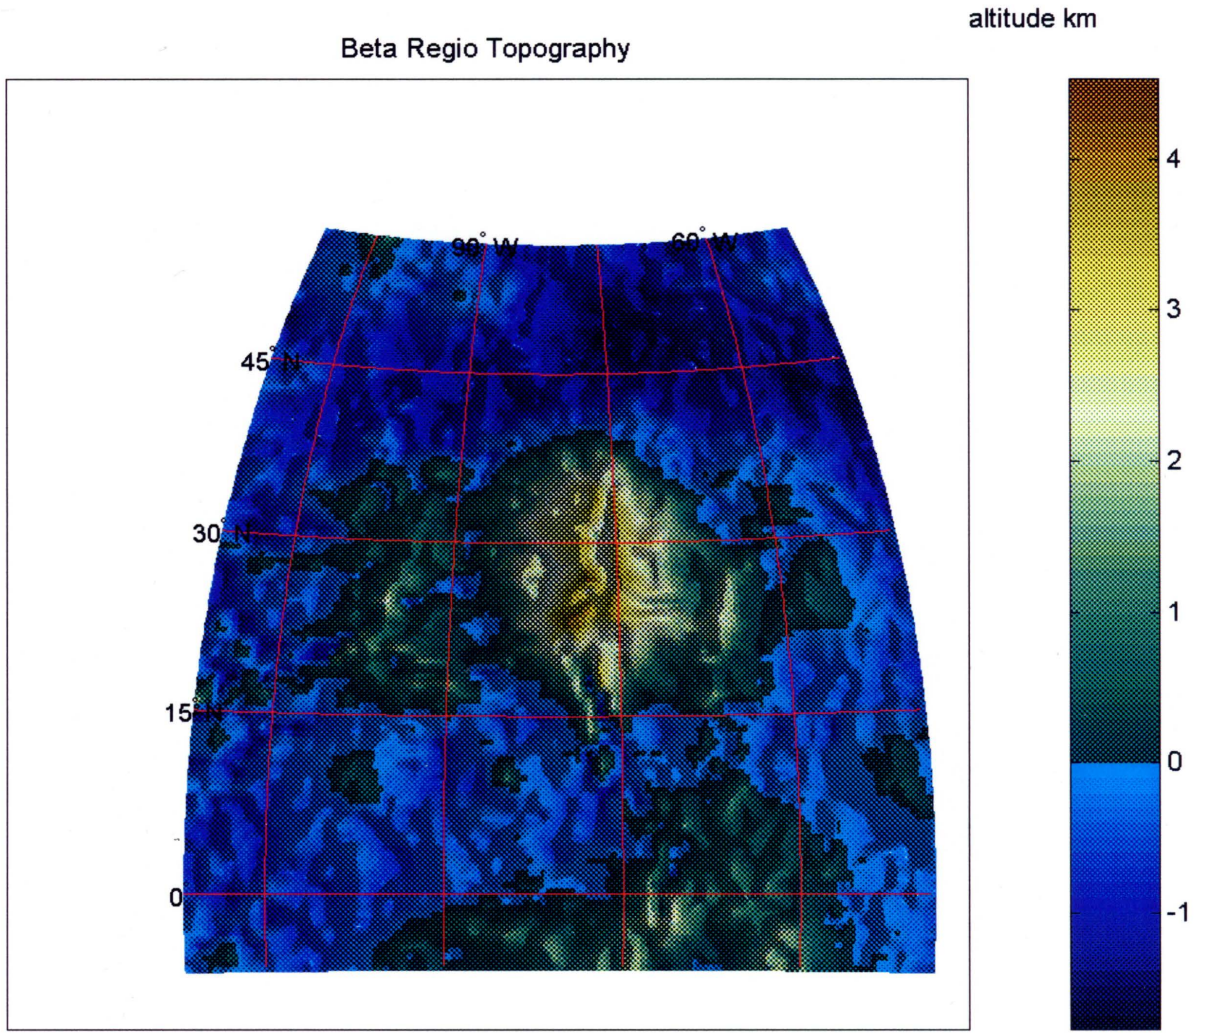 altitude km
Beta Regio Topography
4
90° W
60° W
3
45° N
2
30° N
1
15° N
0
0
-1